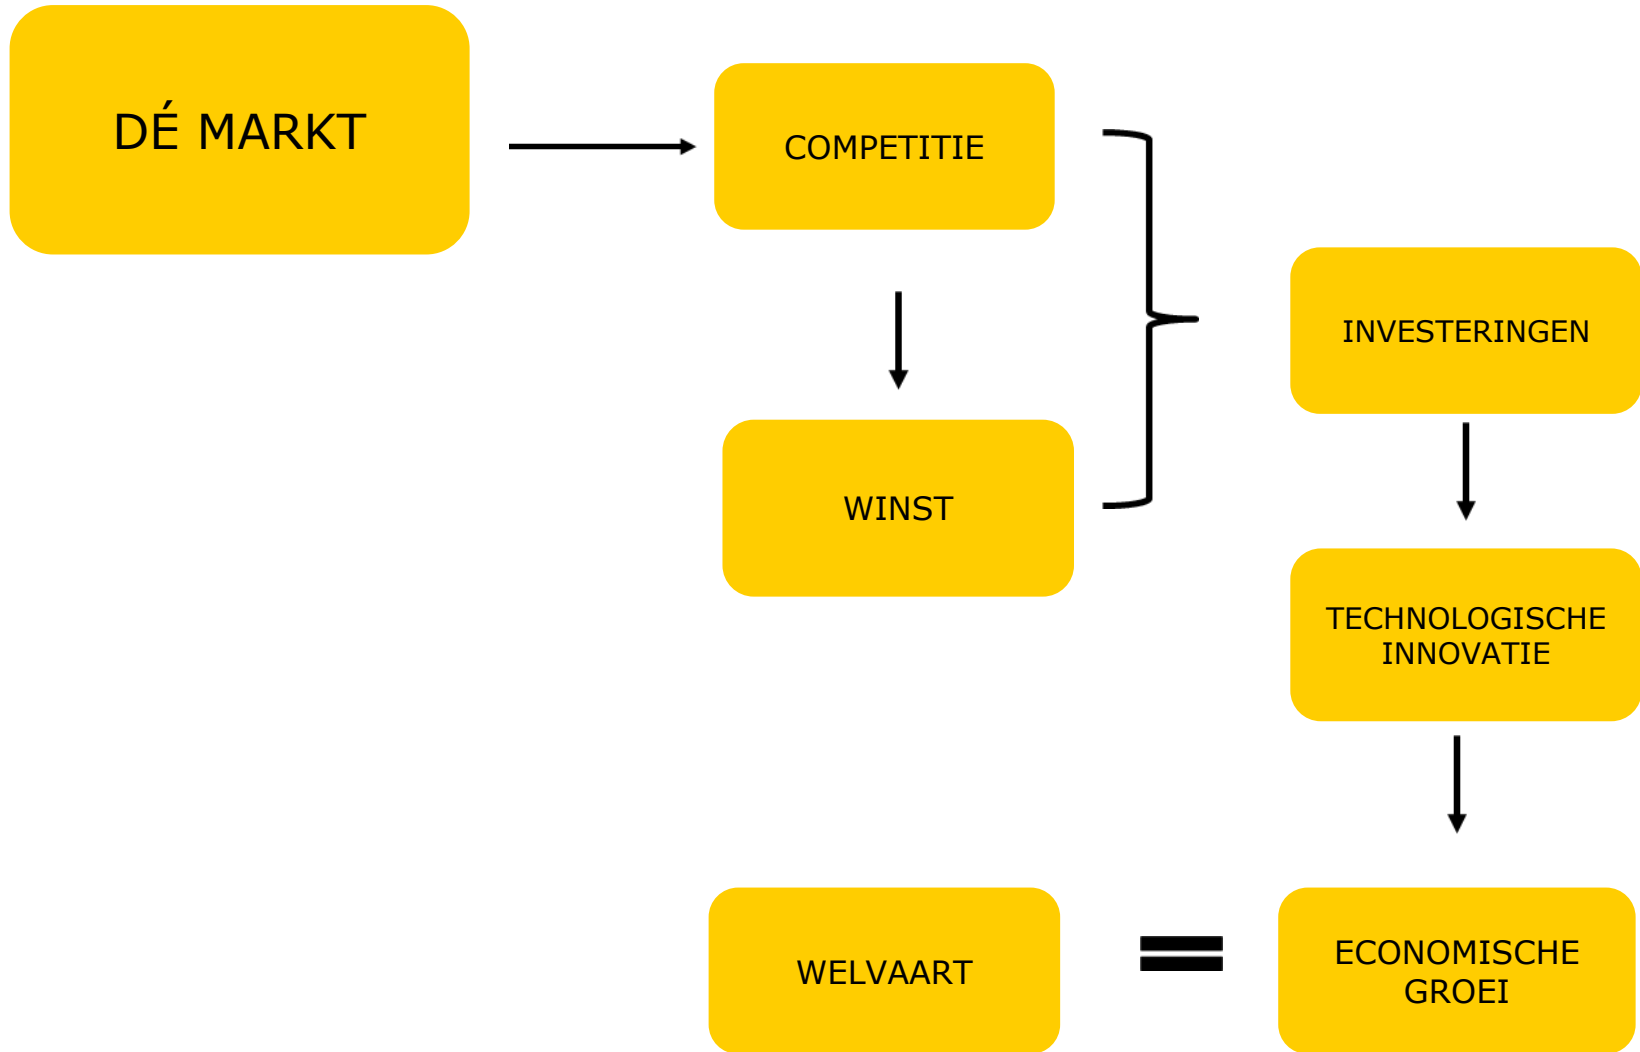 DÉ MARKT
COMPETITIE
WINST
INVESTERINGEN
TECHNOLOGISCHE
INNOVATIE
ECONOMISCHE
GROEI
=
WELVAART